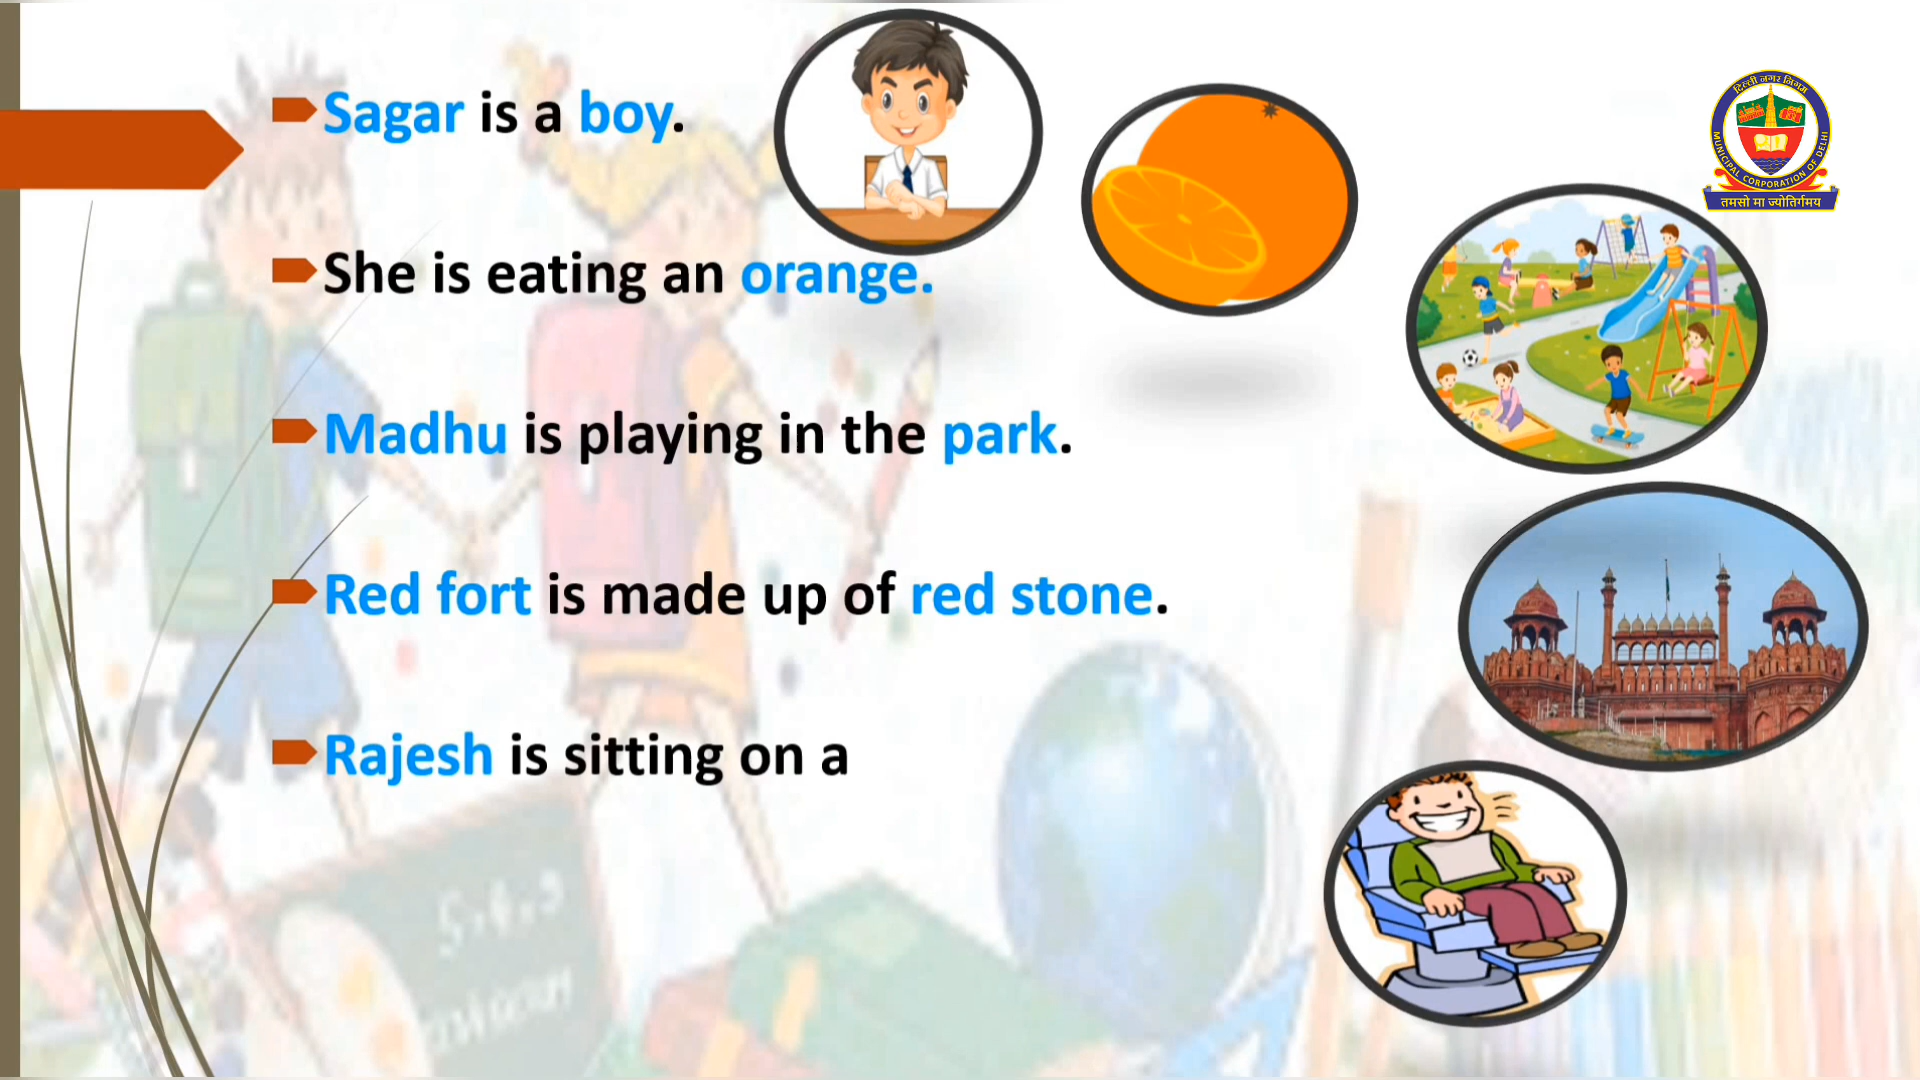 Sagar is a boy.
She is eating an orange.
Madhu is playing in the park.
Red fort is made up of red stone.
Rajesh is sitting on a
दिल्ली नगर निगम
MUNICIPAL CORPORATION OF DELHI
तमसो मा ज्योतिर्गमय